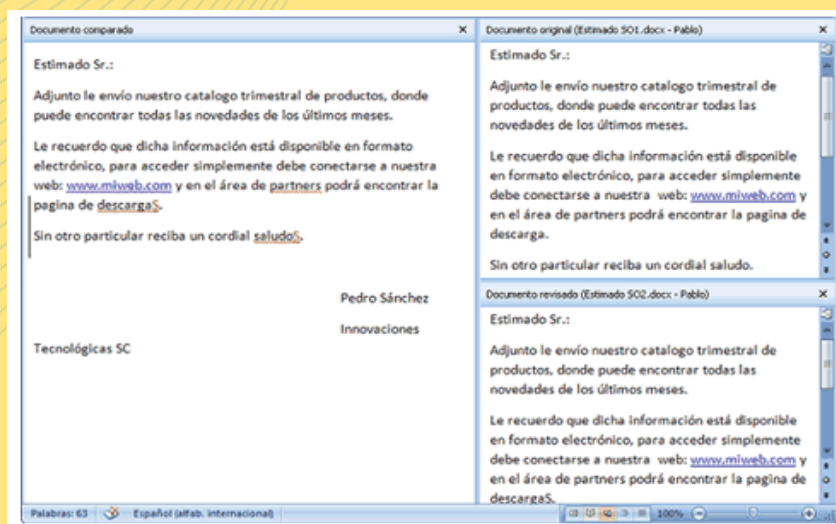 Documento comparado
Estimado Sr.:
Adjunto le envío nuestro catalogo trimestral de productos, donde
puede encontrar todas las novedades de los últimos meses.
Le recuerdo que dicha información está disponible en formato
electrónico, para acceder simplemente debe conectarse a nuestra
web: www.miweb.com y en el área de partners podrá encontrar la
pagina de descargaS.
Sin otro particular reciba un cordial saludoS.
Pedro Sánchez
Innovaciones
Tecnológicas SC
Documento original (Estimado SO1.docx - Pablo)
Estimado Sr.:
Adjunto le envío nuestro catalogo trimestral de
productos, donde puede encontrar todas las
novedades de los últimos meses.
Le recuerdo que dicha información está disponible
en formato electrónico, para acceder simplemente
debe conectarse a nuestra web: www.miweb.com y
en el área de partners podrá encontrar la pagina de
descarga.
Sin otro particular reciba un cordial saludo.
Documento revisado (Estimado SO2.docx - Pablo)
Estimado Sr.:
Adjunto le envío nuestro catalogo trimestral de
productos, donde puede encontrar todas las
novedades de los últimos meses.
Le recuerdo que dicha información está disponible
en formato electrónico, para acceder simplemente
debe conectarse a nuestra web: www.miweb.com y
en el área de partners podrá encontrar la pagina de
descargaS.
Palabras: 63 Español (alfab. internacional) 100%